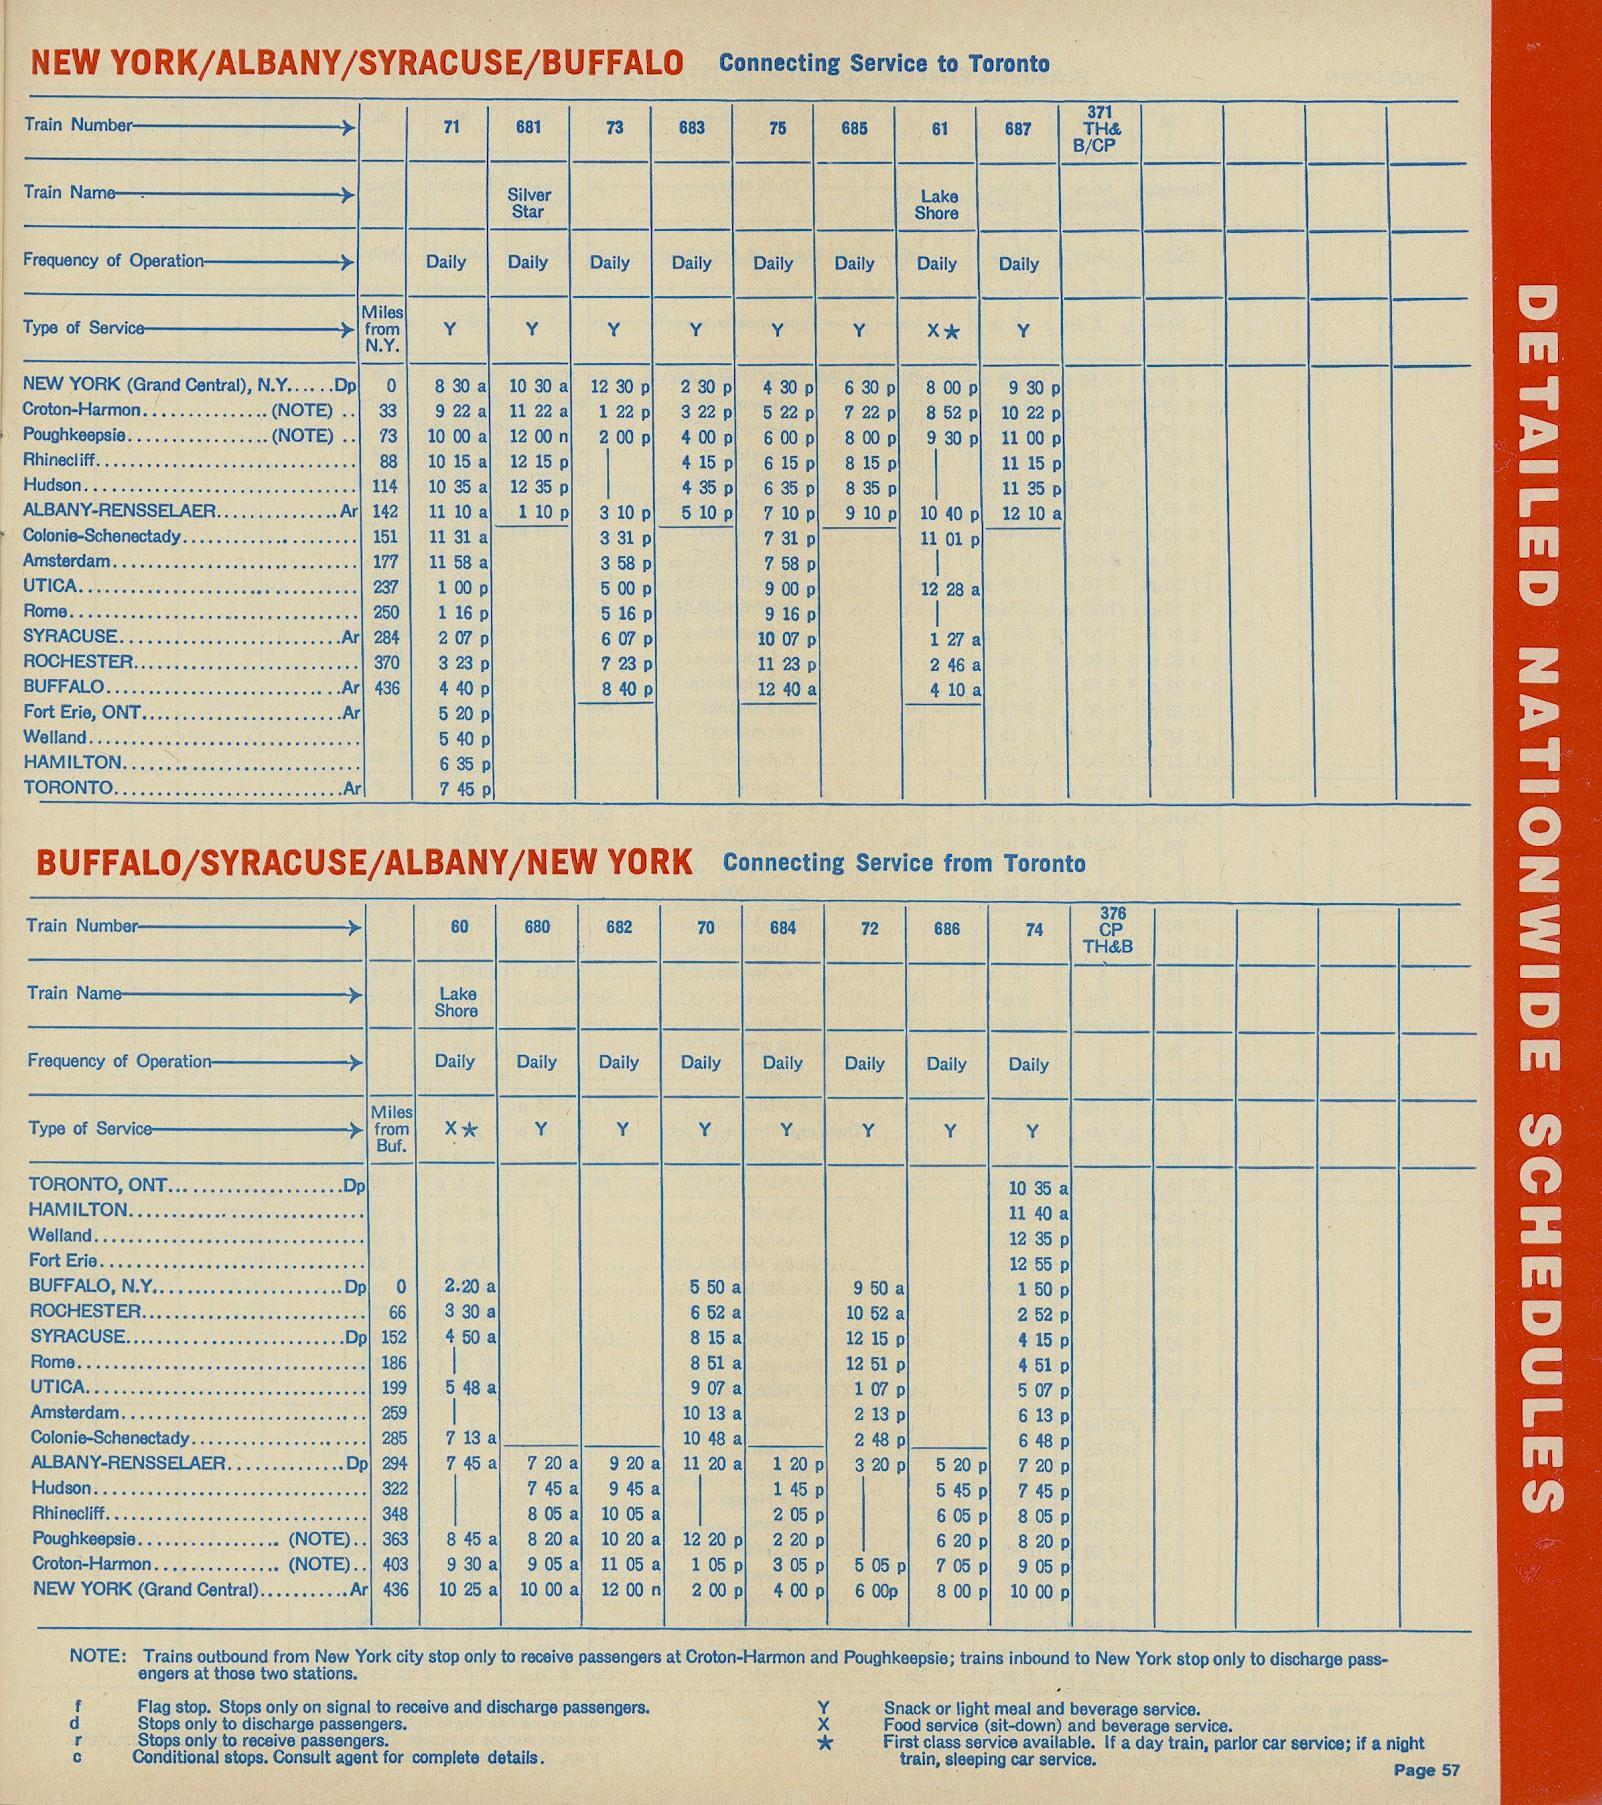 NEW YORK/ALBANY/SYRACUSE/BUFFALO Connecting Service to Toronto
Train Number 71 681 73 683 75 685 61 687 371 TH& B/CP
Train Name Silver Star Lake Shore
Frequency of Operation Daily Daily Daily Daily Daily Daily Daily Daily
Type of Service Miles from N.Y. Y Y Y Y Y Y X★ Y
NEW YORK (Grand Central), N.Y......Dp 0 8 30 a 10 30 a 12 30 p 2 30 p 4 30 p 6 30 p 8 00 p 9 30 p
Croton-Harmon.............. (NOTE) .. 33 9 22 a 11 22 a 1 22 p 3 22 p 5 22 p 7 22 p 8 52 p 10 22 p
Poughkeepsie................ (NOTE) .. 73 10 00 a 12 00 n 2 00 p 4 00 p 6 00 p 8 00 p 9 30 p 11 00 p
Rhinecliff.............................. 88 10 15 a 12 15 p 4 15 p 6 15 p 8 15 p 11 15 p
Hudson................................ 114 10 35 a 12 35 p 4 35 p 6 35 p 8 35 p 11 35 p
ALBANY-RENSSELAER..............Ar 142 11 10 a 1 10 p 3 10 p 5 10 p 7 10 p 9 10 p 10 40 p 12 10 a
Colonie-Schenectady.................... 151 11 31 a 3 31 p 7 31 p 11 01 p
Amsterdam............................ 177 11 58 a 3 58 p 7 58 p
UTICA................................ 237 1 00 p 5 00 p 9 00 p 12 28 a
Rome................................. 250 1 16 p 5 16 p 9 16 p
SYRACUSE..........................Ar 284 2 07 p 6 07 p 10 07 p 1 27 a
ROCHESTER.......................... 370 3 23 p 7 23 p 11 23 p 2 46 a
BUFFALO...........................Ar 436 4 40 p 8 40 p 12 40 a 4 10 a
Fort Erie, ONT.......................Ar 5 20 p
Welland............................... 5 40 p
HAMILTON........................... 6 35 p
TORONTO..........................Ar 7 45 p
BUFFALO/SYRACUSE/ALBANY/NEW YORK Connecting Service from Toronto
Train Number 60 680 682 70 684 72 686 74 376 CP TH&B
Train Name Lake Shore
Frequency of Operation Daily Daily Daily Daily Daily Daily Daily Daily
Type of Service Miles from Buf. X★ Y Y Y Y Y Y Y
TORONTO, ONT.....................Dp 10 35 a
HAMILTON........................... 11 40 a
Welland............................... 12 35 p
Fort Erie.............................. 12 55 p
BUFFALO, N.Y.......................Dp 0 2.20 a 5 50 a 9 50 a 1 50 p
ROCHESTER.......................... 66 3 30 a 6 52 a 10 52 a 2 52 p
SYRACUSE..........................Dp 152 4 50 a 8 15 a 12 15 p 4 15 p
Rome................................. 186 8 51 a 12 51 p 4 51 p
UTICA................................ 199 5 48 a 9 07 a 1 07 p 5 07 p
Amsterdam............................ 259 10 13 a 2 13 p 6 13 p
Colonie-Schenectady.................... 285 7 13 a 10 48 a 2 48 p 6 48 p
ALBANY-RENSSELAER..............Dp 294 7 45 a 7 20 a 9 20 a 11 20 a 1 20 p 3 20 p 5 20 p 7 20 p
Hudson................................ 322 7 45 a 9 45 a 1 45 p 5 45 p 7 45 p
Rhinecliff.............................. 348 8 05 a 10 05 a 2 05 p 6 05 p 8 05 p
Poughkeepsie................ (NOTE).. 363 8 45 a 8 20 a 10 20 a 12 20 p 2 20 p 6 20 p 8 20 p
Croton-Harmon.............. (NOTE).. 403 9 30 a 9 05 a 11 05 a 1 05 p 3 05 p 5 05 p 7 05 p 9 05 p
NEW YORK (Grand Central)..........Ar 436 10 25 a 10 00 a 12 00 n 2 00 p 4 00 p 6 00p 8 00 p 10 00 p
NOTE: Trains outbound from New York city stop only to receive passengers at Croton-Harmon and Poughkeepsie; trains inbound to New York stop only to discharge pass-
engers at those two stations.
f Flag stop. Stops only on signal to receive and discharge passengers.
d Stops only to discharge passengers.
r Stops only to receive passengers.
c Conditional stops. Consult agent for complete details.
Y Snack or light meal and beverage service.
X Food service (sit-down) and beverage service.
★ First class service available. If a day train, parlor car service; if a night
train, sleeping car service.
Page 57
DETAILED NATIONWIDE SCHEDULES